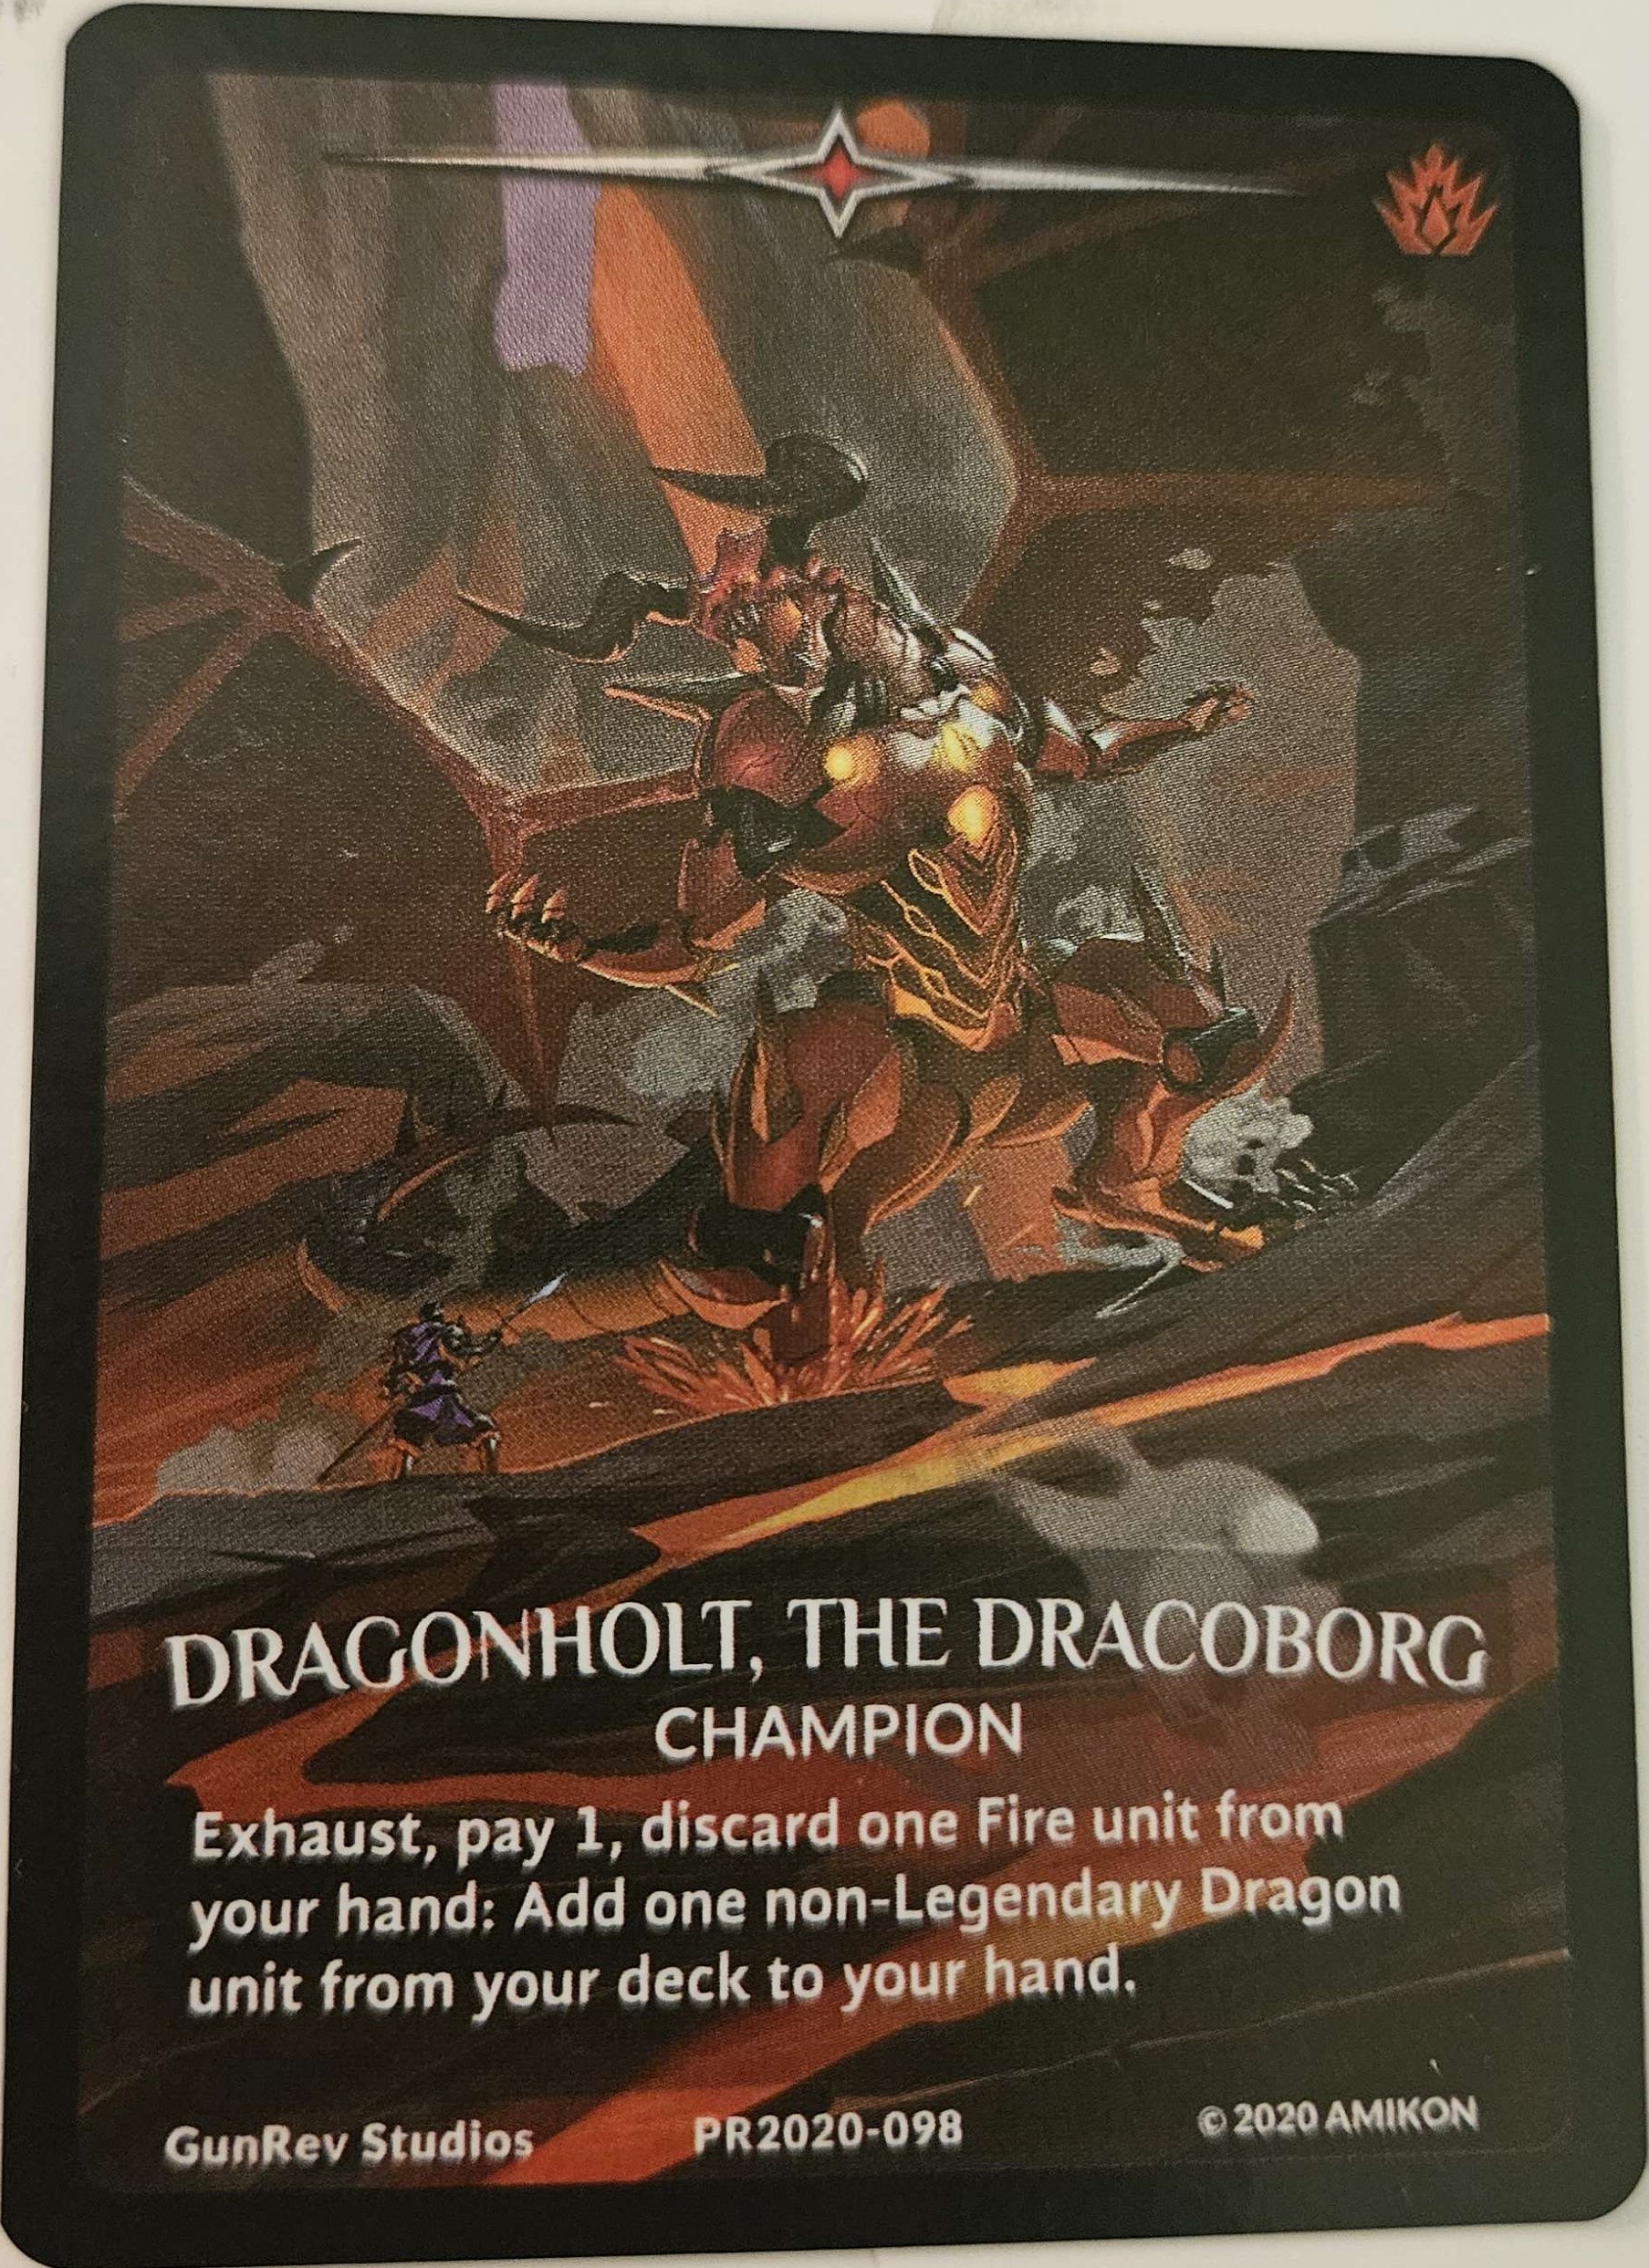 DRAGONHOLT, THE DRACOBORG
CHAMPION
Exhaust, pay 1, discard one Fire unit from
your hand: Add one non-Legendary Dragon
unit from your deck to your hand.
GunRev Studios PR2020-098 © 2020 AMIKON